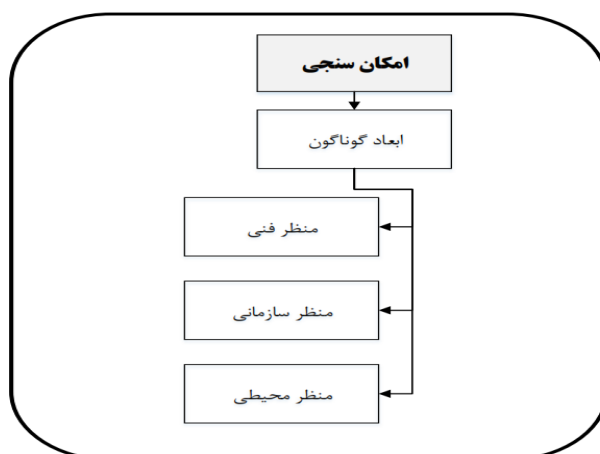 امکان سنجی
ابعاد گوناگون
منظر فنی
منظر سازمانی
منظر محیطی